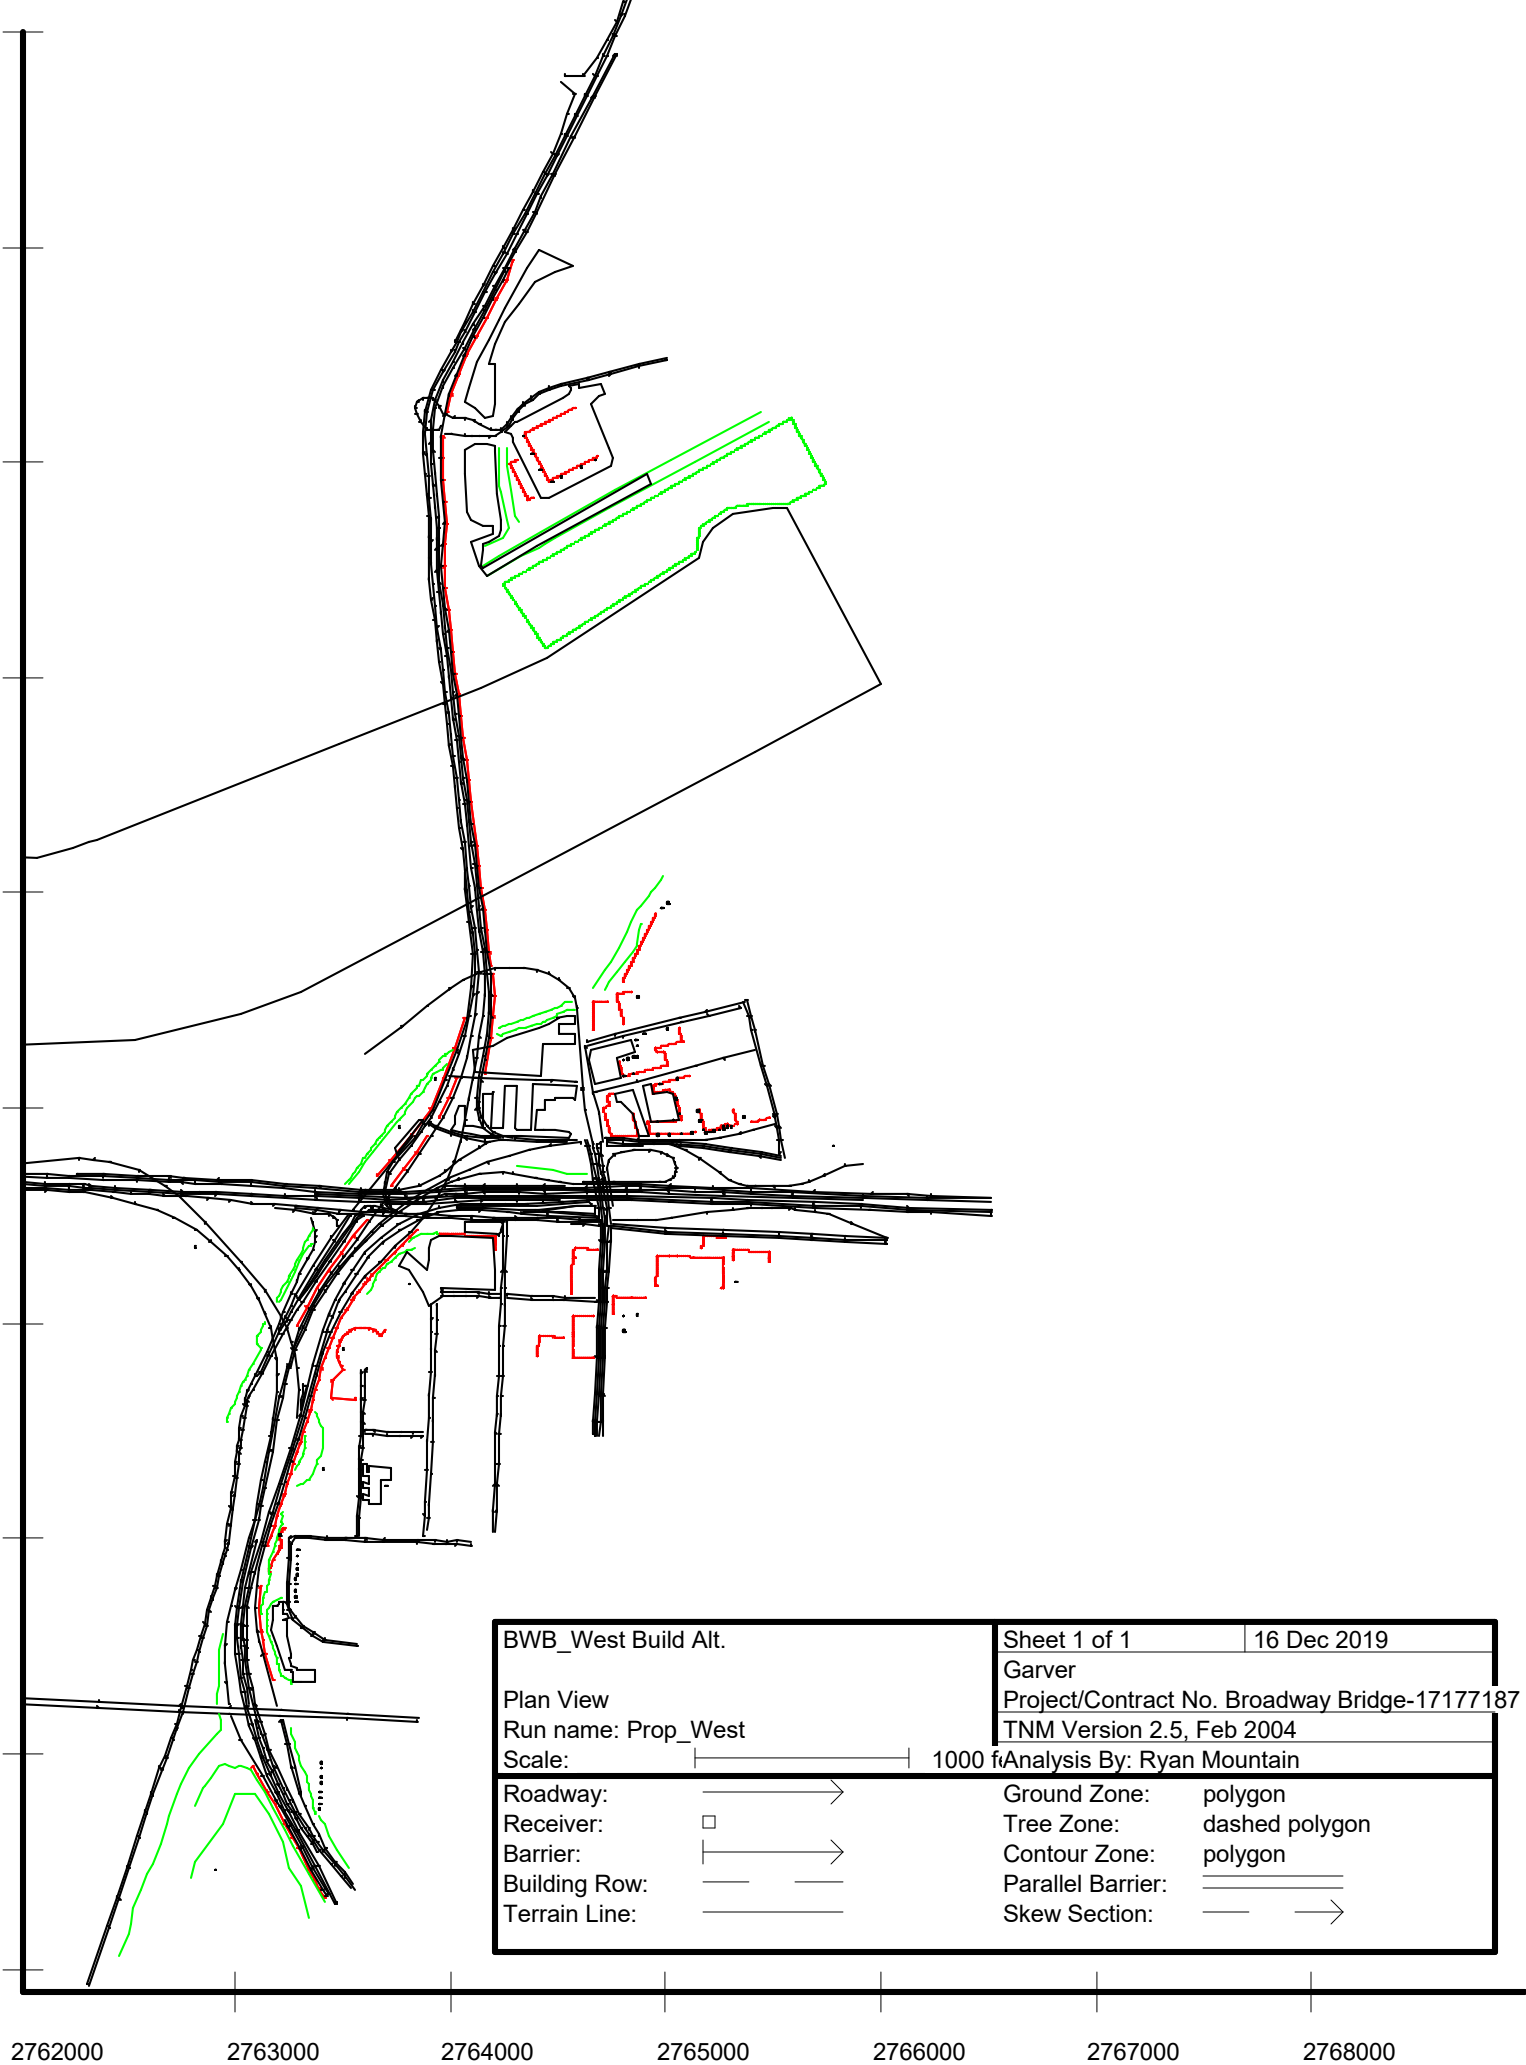 BWB_West Build Alt.
Sheet 1 of 1
16 Dec 2019
Garver
Plan View
Project/Contract No. Broadway Bridge-17177187
Run name: Prop_West
TNM Version 2.5, Feb 2004
Scale:
1000 f
Analysis By: Ryan Mountain
Roadway:
Ground Zone:
polygon
Receiver:
Tree Zone:
dashed polygon
Barrier:
Contour Zone:
polygon
Building Row:
Parallel Barrier:
Terrain Line:
Skew Section:
2762000
2763000
2764000
2765000
2766000
2767000
2768000